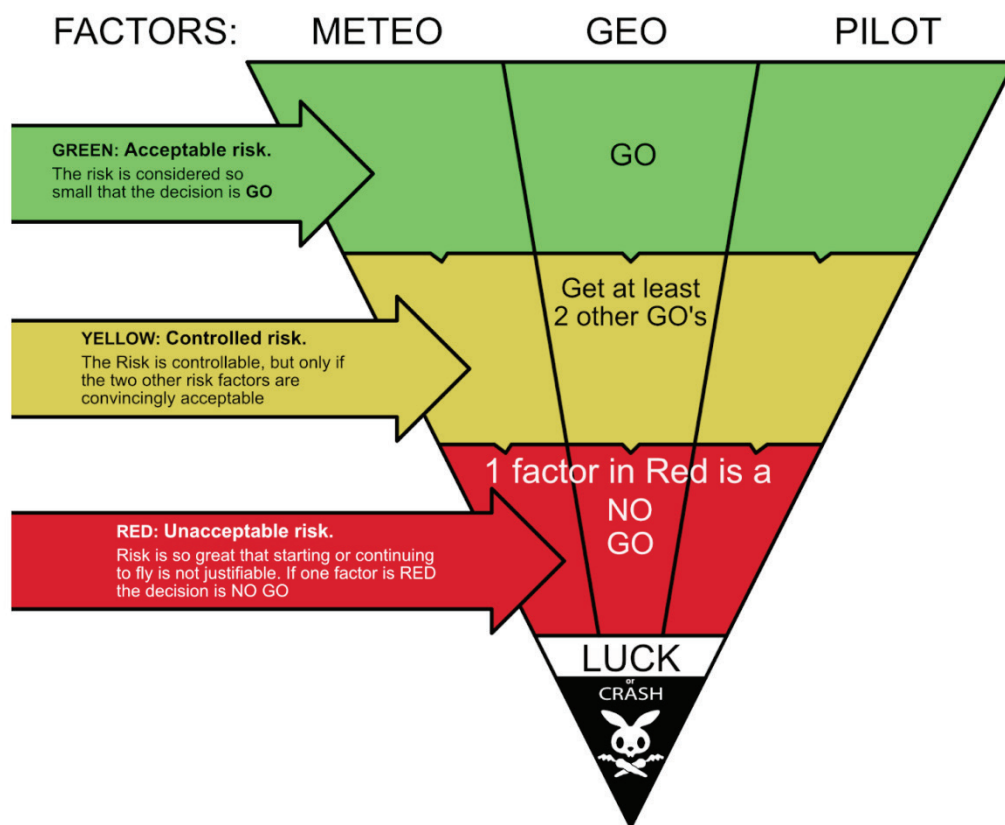 FACTORS: METEO GEO PILOT
GREEN: Acceptable risk.
The risk is considered so
small that the decision is GO
GO
YELLOW: Controlled risk.
The Risk is controllable, but only if
the two other risk factors are
convincingly acceptable
Get at least
2 other GO's
RED: Unacceptable risk.
Risk is so great that starting or continuing
to fly is not justifiable. If one factor is RED
the decision is NO GO
1 factor in Red is a
NO
GO
LUCK
or
CRASH